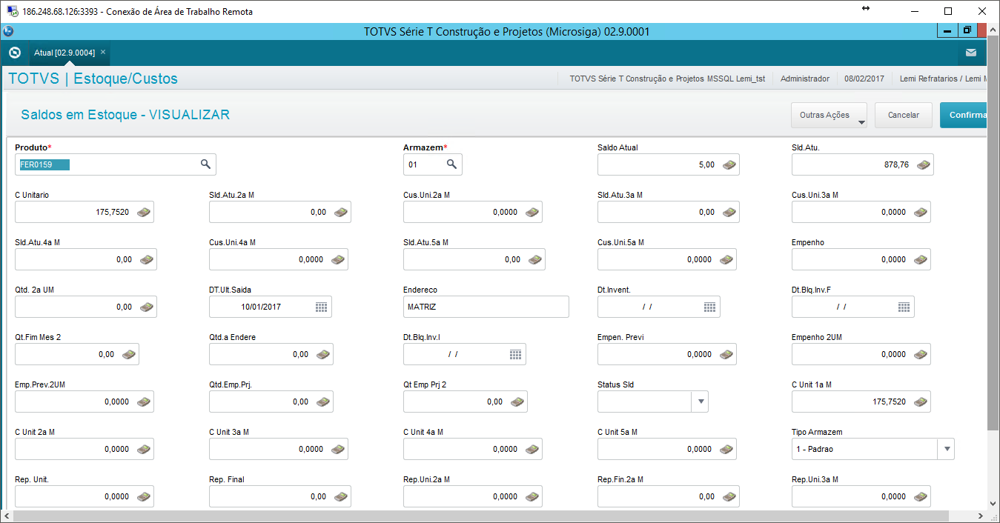 186.248.68.126:3393 - Conexão de Área de Trabalho Remota
TOTVS Série T Construção e Projetos (Microsiga) 02.9.0001
Atual [02.9.0004] ×
TOTVS | Estoque/Custos TOTVS Série T Construção e Projetos MSSQL Lemi_tst Administrador 08/02/2017 Lemi Refratarios / Lemi M
Saldos em Estoque - VISUALIZAR Outras Ações Cancelar Confirma
Produto* Armazem* Saldo Atual Sld.Atu.
FER0159 01 5,00 878,76
C Unitario Sld.Atu.2a M Cus.Uni.2a M Sld.Atu.3a M Cus.Uni.3a M
175,7520 0,00 0,0000 0,00 0,0000
Sld.Atu.4a M Cus.Uni.4a M Sld.Atu.5a M Cus.Uni.5a M Empenho
0,00 0,0000 0,00 0,0000 0,0000
Qtd. 2a UM DT.Ult.Saida Endereco Dt.Invent. Dt.Blq.Inv.F
0,00 10/01/2017 MATRIZ / / / /
Qt.Fim Mes 2 Qtd.a Endere Dt.Blq.Inv.I Empen. Previ Empenho 2UM
0,00 0,00 / / 0,0000 0,0000
Emp.Prev.2UM Qtd.Emp.Prj. Qt Emp Prj 2 Status Sld C Unit 1a M
0,0000 0,00 0,00 175,7520
C Unit 2a M C Unit 3a M C Unit 4a M C Unit 5a M Tipo Armazem
0,0000 0,0000 0,0000 0,0000 1 - Padrao
Rep. Unit. Rep. Final Rep.Uni.2a M Rep.Fin.2a M Rep.Uni.3a M
0,0000 0,00 0,0000 0,00 0,0000